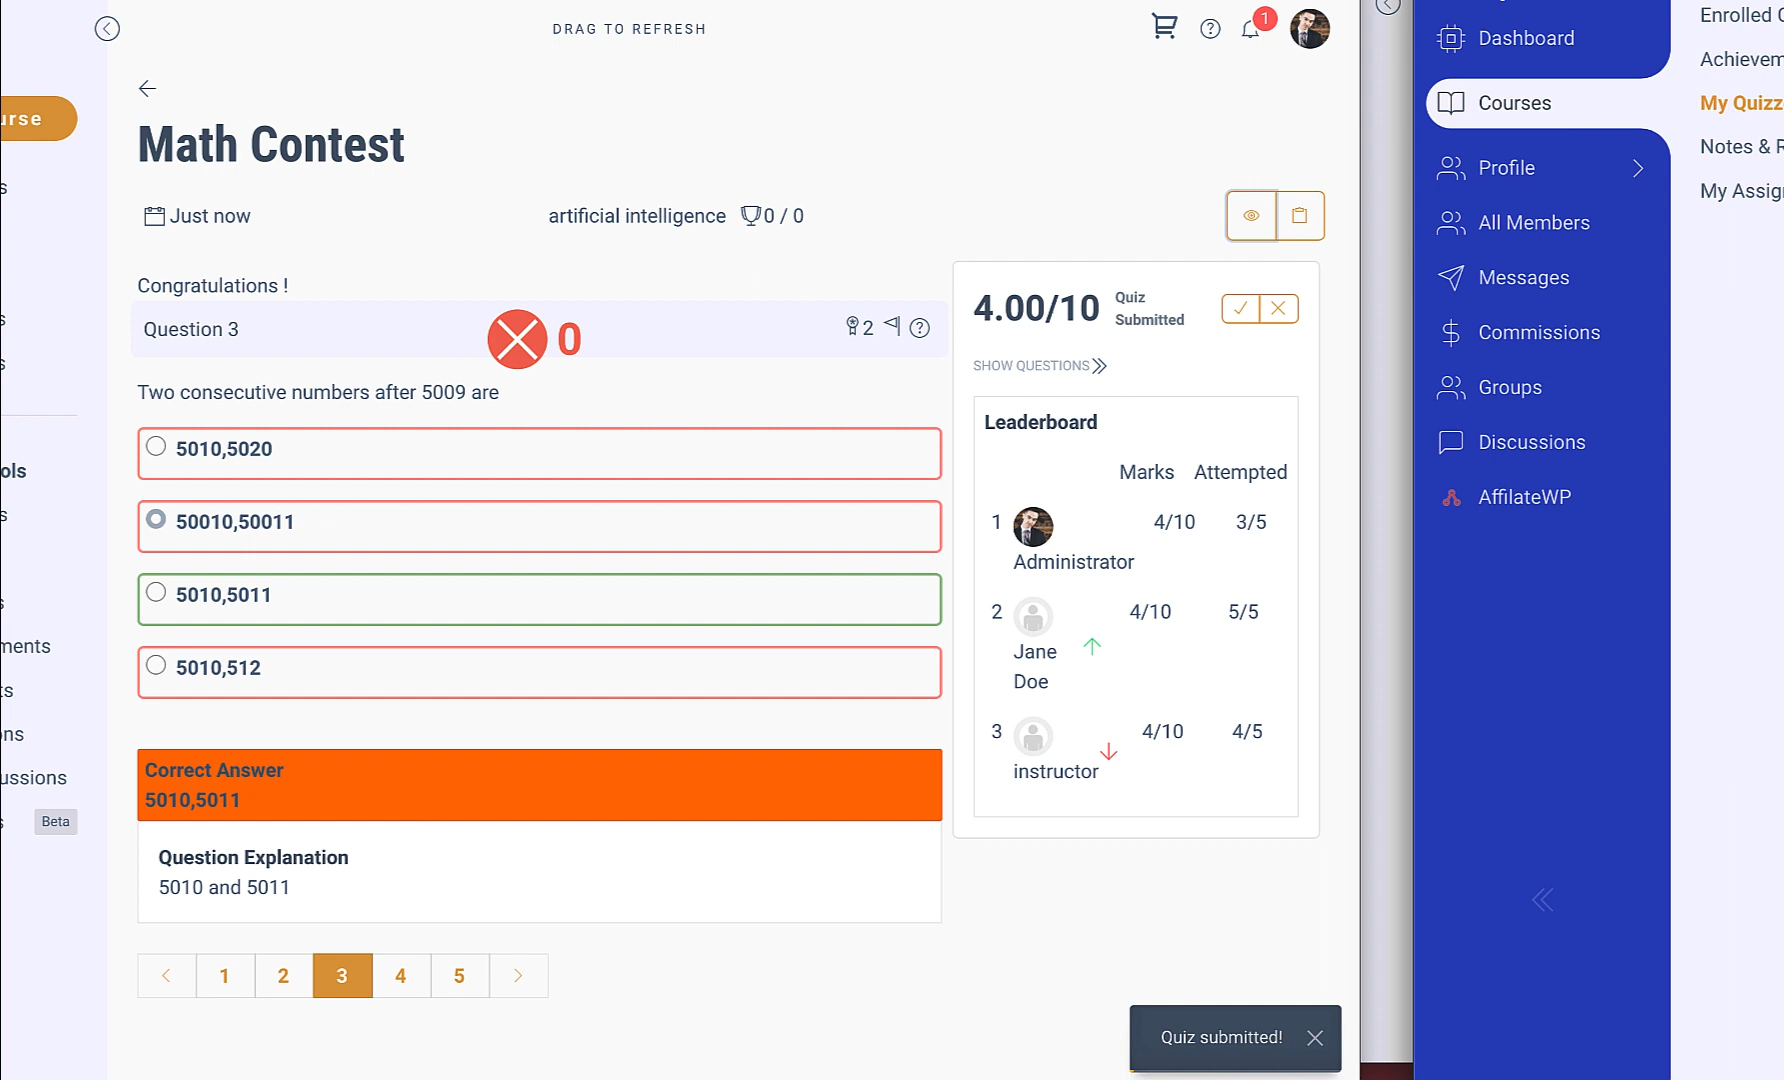 DRAG TO REFRESH
1
urse
Math Contest
Just now
artificial intelligence
0 / 0
Congratulations !
Question 3
0
2
Two consecutive numbers after 5009 are
5010,5020
50010,50011
5010,5011
5010,512
Correct Answer
5010,5011
Question Explanation
5010 and 5011
1
2
3
4
5
4.00/10
Quiz
Submitted
SHOW QUESTIONS
Leaderboard
Marks Attempted
1 4/10 3/5
Administrator
2 4/10 5/5
Jane
Doe
3 4/10 4/5
instructor
Quiz submitted!
s
s
s
ols
s
s
ments
ts
ons
ussions
s Beta
Dashboard
Courses
Profile
All Members
Messages
$ Commissions
Groups
Discussions
AffilateWP
Enrolled
Achievem
My Quizz
Notes & R
My Assig